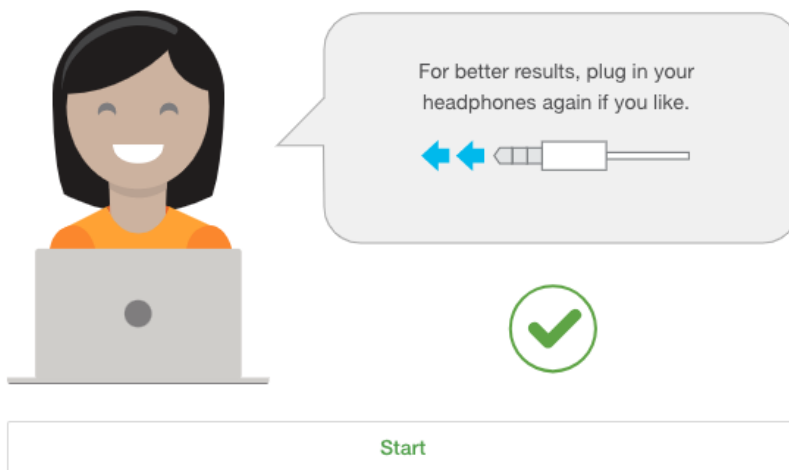 For better results, plug in your
headphones again if you like.
Start